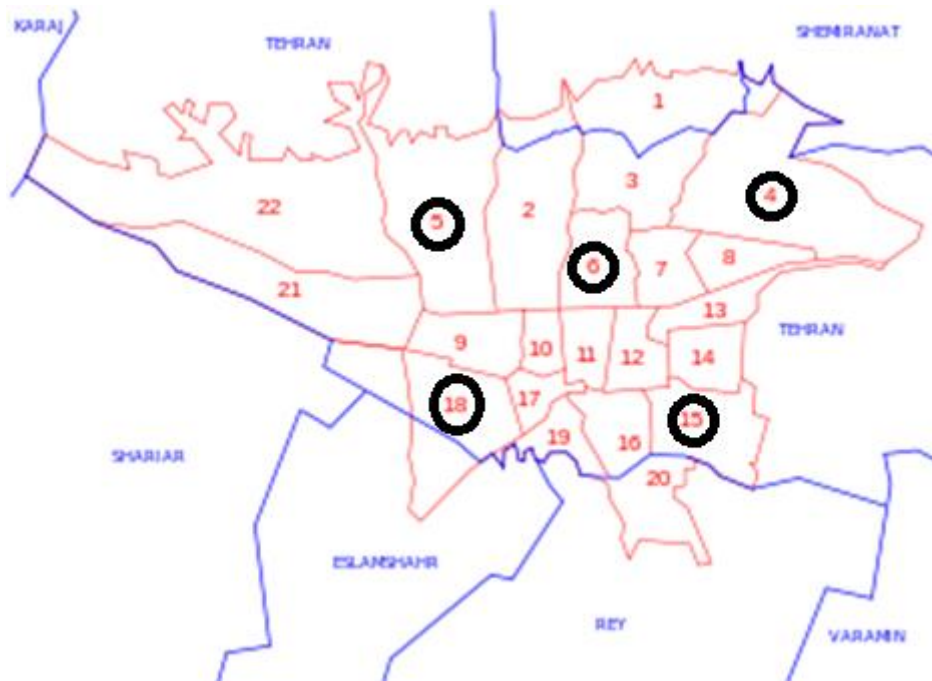 KARAJ
TEHRAN
SHEMIRANAT
1
3
4
22
5
2
6
7
8
21
13
TEHRAN
9
10
11
12
14
18
17
15
19
16
SHARIAR
20
ESLAMSHAHR
REY
VARAMIN